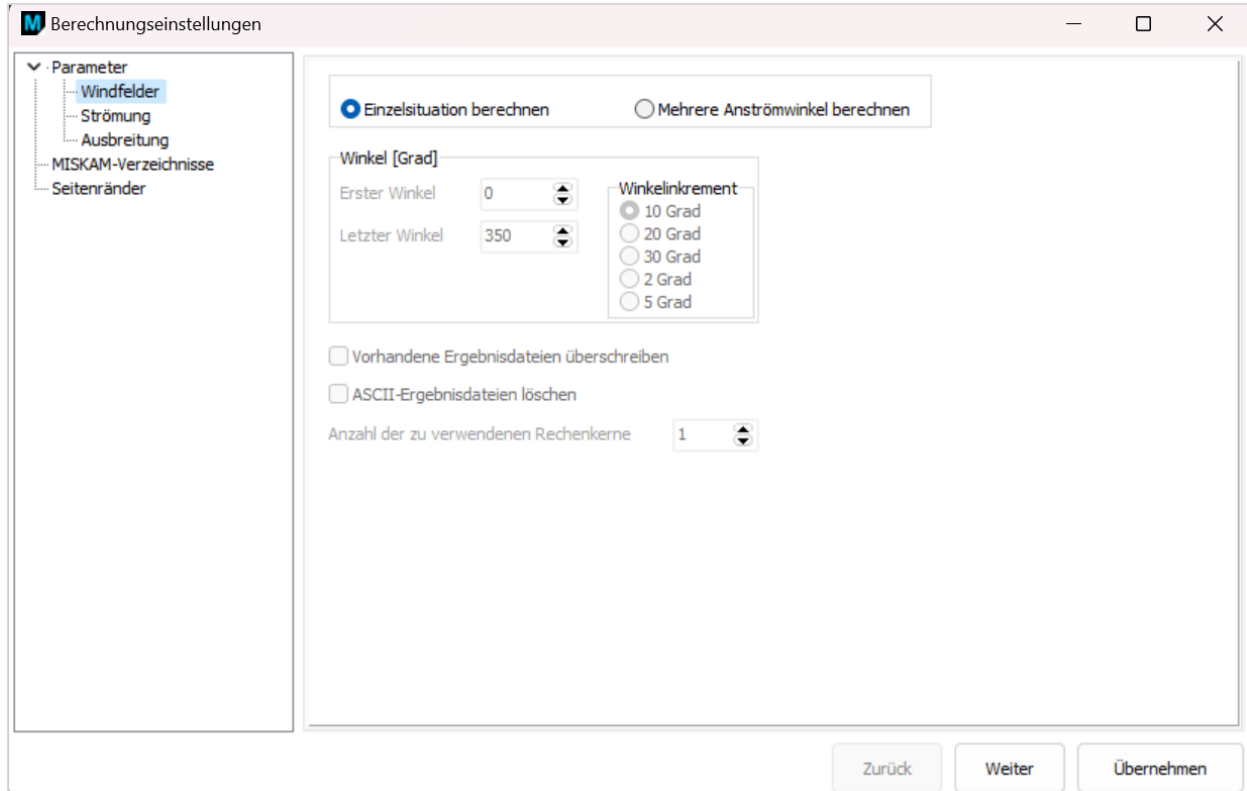 M Berechnungseinstellungen
Parameter
Windfelder
Strömung
Ausbreitung
MISKAM-Verzeichnisse
Seitenränder
Einzelsituation berechnen
Mehrere Anströmwinkel berechnen
Winkel [Grad]
Erster Winkel 0
Letzter Winkel 350
Winkelinkrement
10 Grad
20 Grad
30 Grad
2 Grad
5 Grad
Vorhandene Ergebnisdateien überschreiben
ASCII-Ergebnisdateien löschen
Anzahl der zu verwendenen Rechenkerne 1
Zurück Weiter Übernehmen